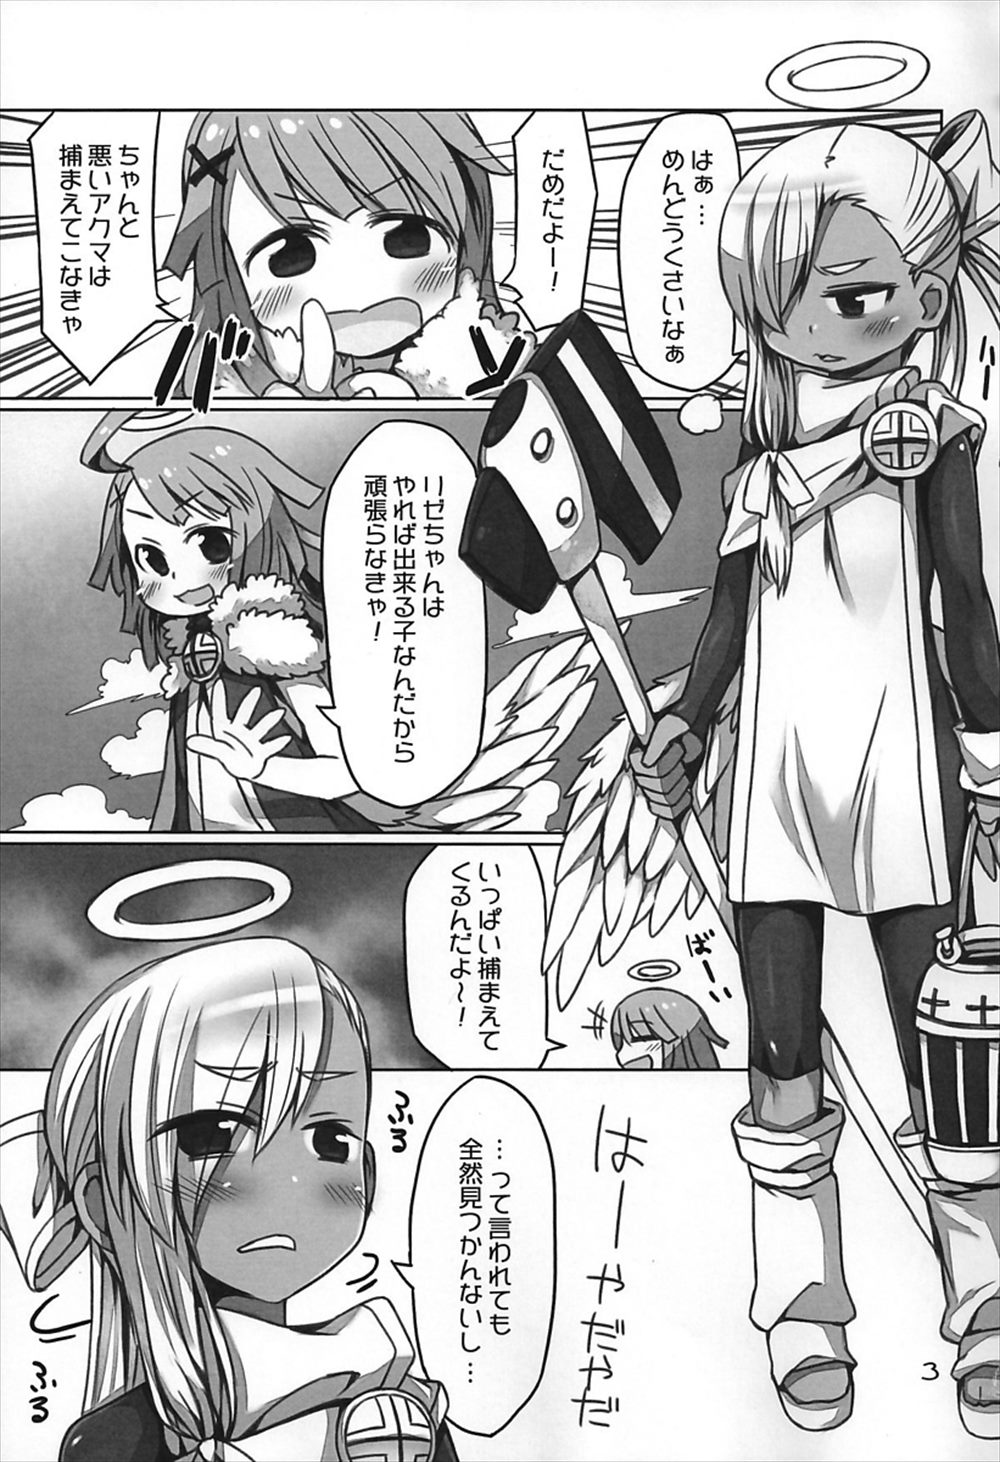 はぁ…
めんどうくさいなぁ
だめだよー!
ちゃんと
悪いアクマは
捕まえてこなきゃ
リゼちゃんは
やれば出来る子なんだから
頑張らなきゃ!
いっぱい捕まえて
くるんだよ～!
ばーい
はーやだやだ
…って言われても
全然見つかんないし…
ふる
ふる
3